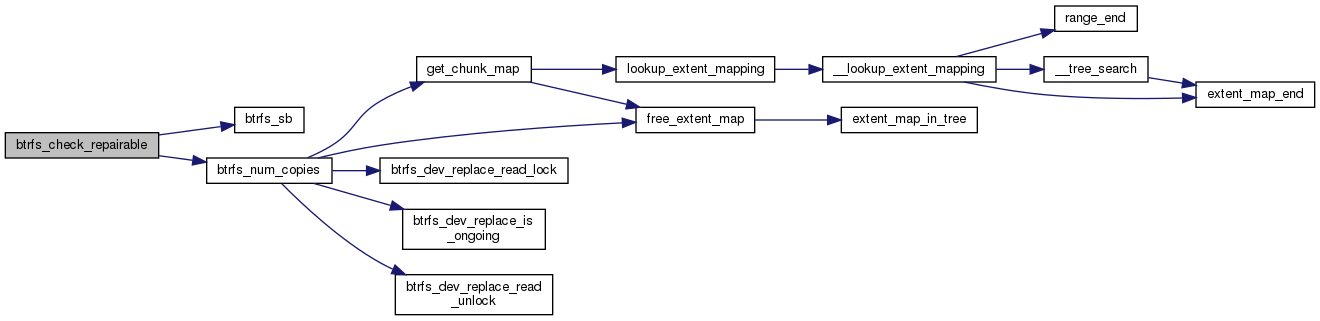 btrfs_check_repairable
btrfs_sb
btrfs_num_copies
get_chunk_map
free_extent_map
btrfs_dev_replace_read_lock
btrfs_dev_replace_is
_ongoing
btrfs_dev_replace_read
_unlock
lookup_extent_mapping
extent_map_in_tree
__lookup_extent_mapping
range_end
__tree_search
extent_map_end